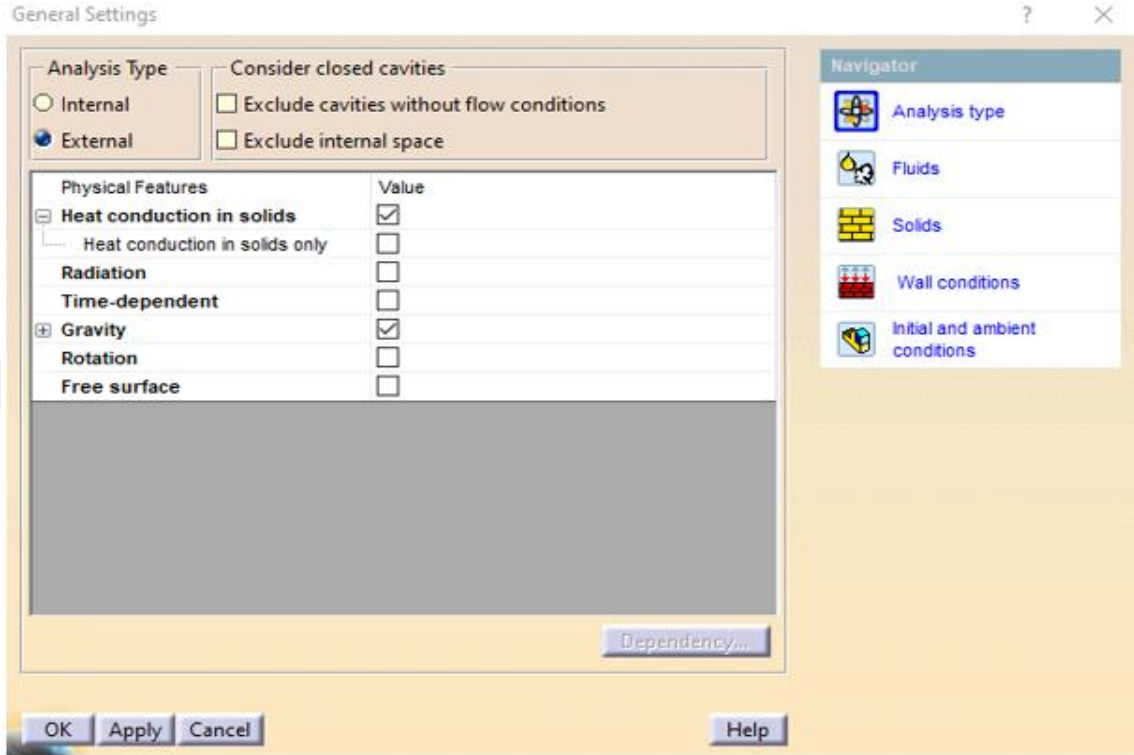 General Settings
Analysis Type
Internal
External
Consider closed cavities
Exclude cavities without flow conditions
Exclude internal space
Physical Features Value
Heat conduction in solids
Heat conduction in solids only
Radiation
Time-dependent
Gravity
Rotation
Free surface
Dependency...
OK Apply Cancel Help
Navigator
Analysis type
Fluids
Solids
Wall conditions
Initial and ambient
conditions